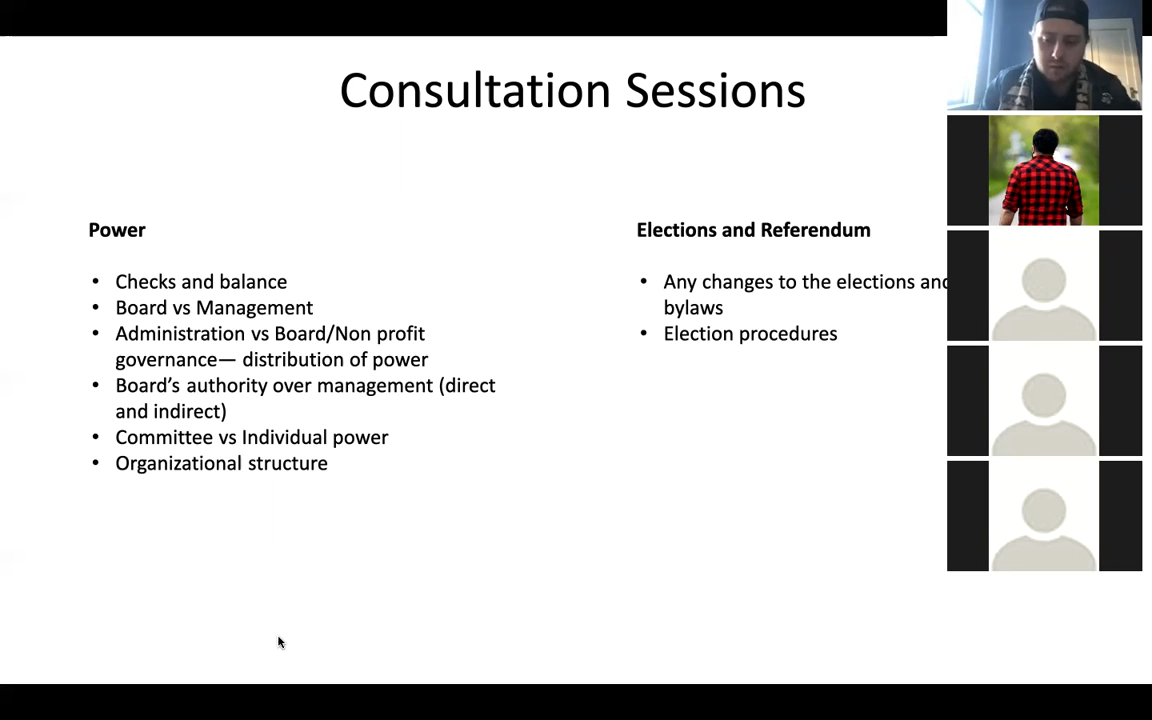 Consultation Sessions
Power
• Checks and balance
• Board vs Management
• Administration vs Board/Non profit
governance— distribution of power
• Board’s authority over management (direct
and indirect)
• Committee vs Individual power
• Organizational structure
Elections and Referendum
• Any changes to the elections and
bylaws
• Election procedures